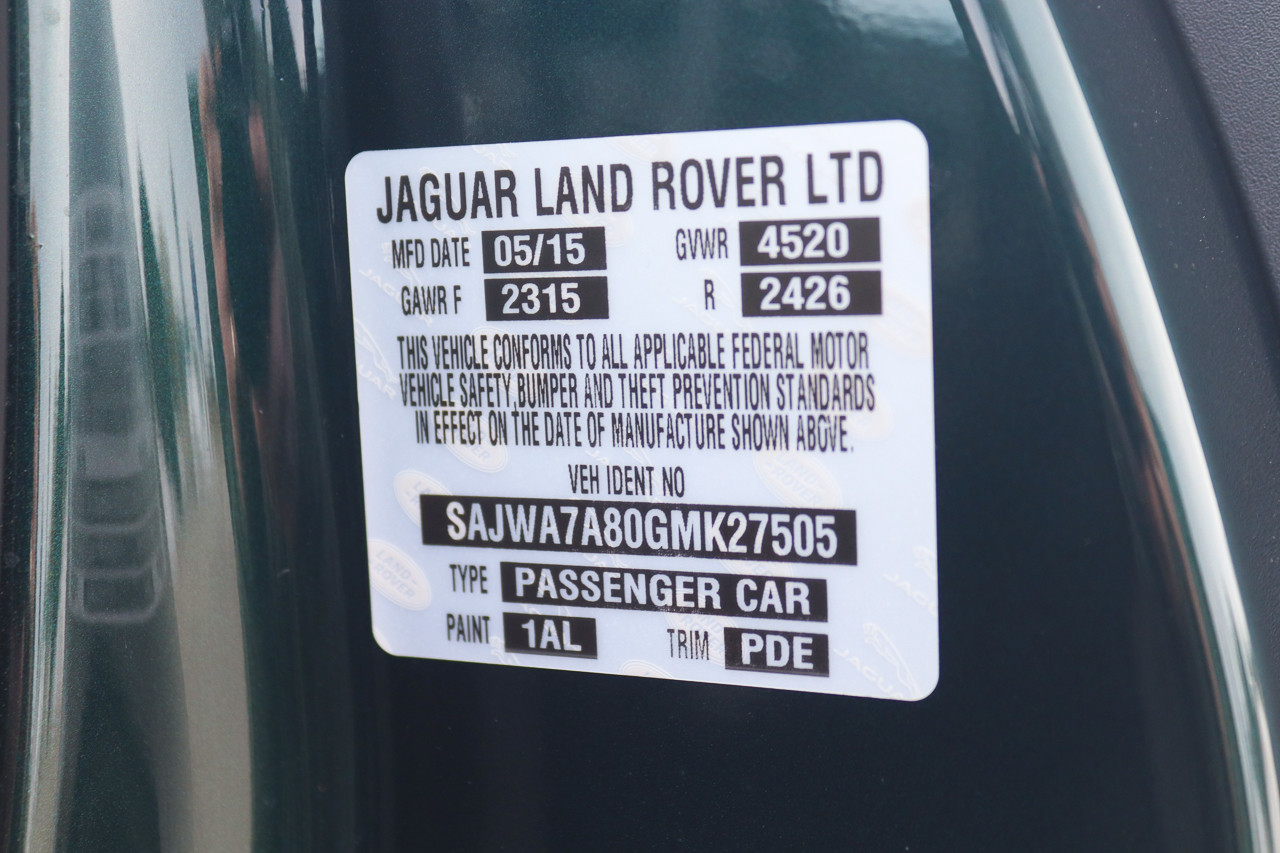 JAGUAR LAND ROVER LTD
MFD DATE 05/15 GVWR 4520
GAWR F 2315 R 2426
THIS VEHICLE CONFORMS TO ALL APPLICABLE FEDERAL MOTOR
VEHICLE SAFETY, BUMPER AND THEFT PREVENTION STANDARDS
IN EFFECT ON THE DATE OF MANUFACTURE SHOWN ABOVE.
VEH IDENT NO
SAJWA7A80GMK27505
TYPE PASSENGER CAR
PAINT 1AL TRIM PDE